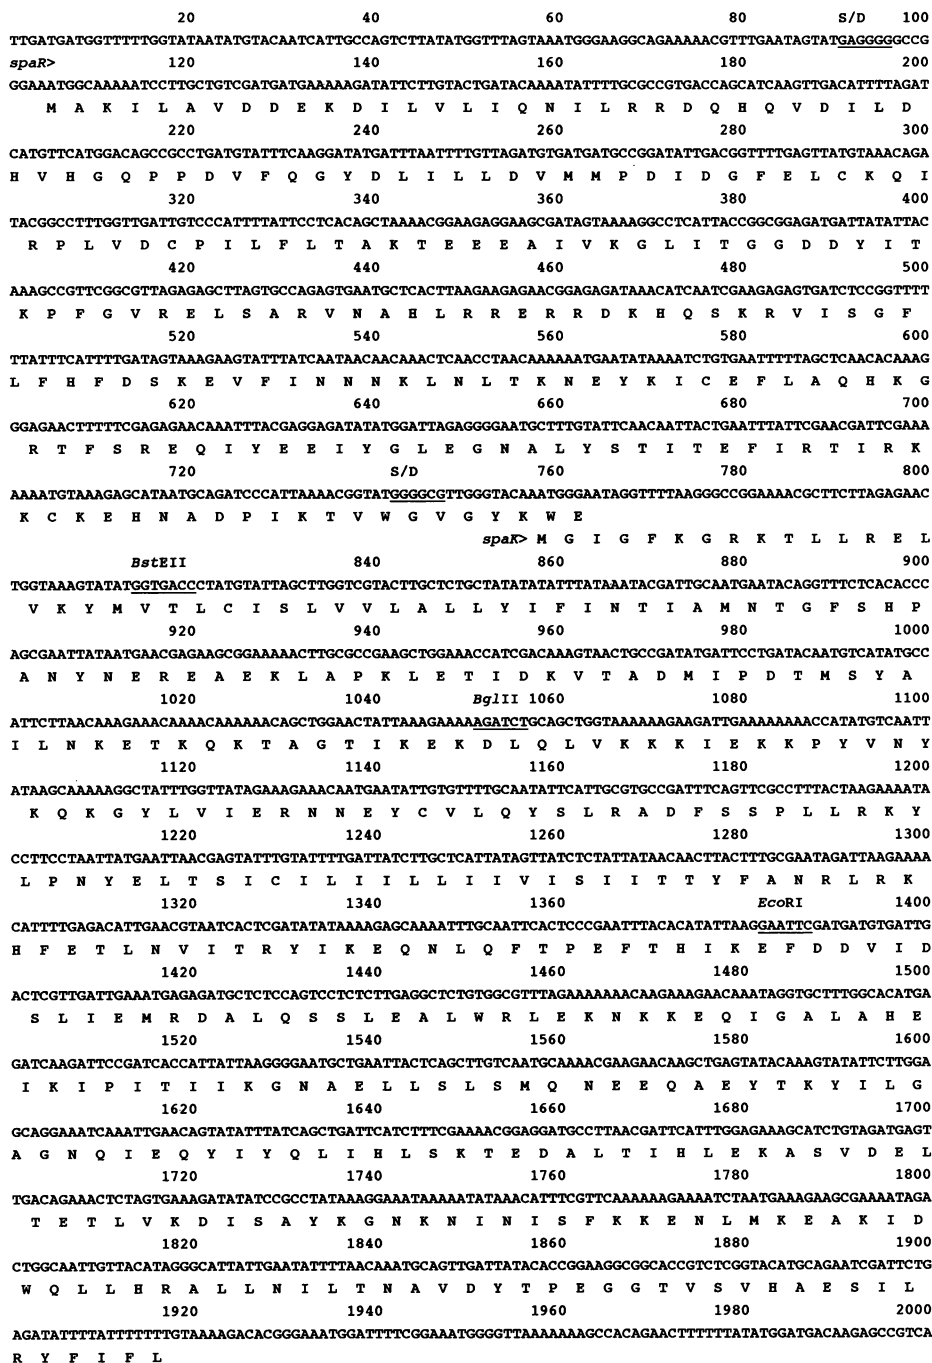 20 40 60 80 S/D 100
TTGATGATGGTTTTTGGTATAATATGTACAATCATTGCCAGTCTTATATGGTTTAGTAAATGGGAAGGCAGAAAAACGTTTGAATAGTATGAGGGGGCCG
spaR> 120 140 160 180 200
GGAAATGGCAAAAATCCTTGCTGTCGATGATGAAAAAGATATTCTTGTACTGATACAAAATATTTTGCGCCGTGACCAGCATCAAGTTGACATTTTAGAT
M A K I L A V D D E K D I L V L I Q N I L R R D Q H Q V D I L D
220 240 260 280 300
CATGTTCATGGACAGCCGCCTGATGTATTTCAAGGATATGATTTAATTTTGTTAGATGTGATGATGCCGGATATTGACGGTTTTGAGTTATGTAAACAGA
H V H G Q P P D V F Q G Y D L I L L D V M M P D I D G F E L C K Q I
320 340 360 380 400
TACGGCCTTTGGTTGATTGTCCCATTTTATTCCTCACAGCTAAAACGGAAGAGGAAGCGATAGTAAAAGGCCTCATTACCGGCGGAGATGATTATATTAC
R P L V D C P I L F L T A K T E E E A I V K G L I T G G D D Y I T
420 440 460 480 500
AAAGCCGTTCGGCGTTAGAGAGCTTAGTGCCAGAGTGAATGCTCACTTAAGAAGAGAACGGAGAGATAAACATCAATCGAAGAGAGTGATCTCCGGTTTT
K P F G V R E L S A R V N A H L R R E R R D K H Q S K R V I S G F
520 540 560 580 600
TTATTTCATTTTGATAGTAAAGAAGTATTTATCAATAACAACAAACTCAACCTAACAAAAAATGAATATAAAATCTGTGAATTTTTAGCTCAACACAAAG
L F H F D S K E V F I N N N K L N L T K N E Y K I C E F L A Q H K G
620 640 660 680 700
GGAGAACTTTTTCGAGAGAACAAATTTACGAGGAGATATATGGATTAGAGGGGAATGCTTTGTATTCAACAATTACTGAATTTATTCGAACGATTCGAAA
R T F S R E Q I Y E E I Y G L E G N A L Y S T I T E F I R T I R K
720 S/D 760 780 800
AAAATGTAAAGAGCATAATGCAGATCCCATTAAAACGGTATGGGGCGTTGGGTACAAATGGGAATAGGTTTTAAGGGCCGGAAAACGCTTCTTAGAGAAC
K C K E H N A D P I K T V W G V G Y K W E
spaK> M G I G F K G R K T L L R E L
BstEII 840 860 880 900
TGGTAAAGTATATGGTGACCCTATGTATTAGCTTGGTCGTACTTGCTCTGCTATATATATTTATAAATACGATTGCAATGAATACAGGTTTCTCACACCC
V K Y M V T L C I S L V V L A L L Y I F I N T I A M N T G F S H P
920 940 960 980 1000
AGCGAATTATAATGAACGAGAAGCGGAAAAACTTGCGCCGAAGCTGGAAACCATCGACAAAGTAACTGCCGATATGATTCCTGATACAATGTCATATGCC
A N Y N E R E A E K L A P K L E T I D K V T A D M I P D T M S Y A
1020 1040 BglII 1060 1080 1100
ATTCTTAACAAAGAAACAAAACAAAAAACAGCTGGAACTATTAAAGAAAAAGATCTGCAGCTGGTAAAAAAGAAGATTGAAAAAAAACCATATGTCAATT
I L N K E T K Q K T A G T I K E K D L Q L V K K K I E K K P Y V N Y
1120 1140 1160 1180 1200
ATAAGCAAAAAGGCTATTTGGTTATAGAAAGAAACAATGAATATTGTGTTTTGCAATATTCATTGCGTGCCGATTTCAGTTCGCCTTTACTAAGAAAATA
K Q K G Y L V I E R N N E Y C V L Q Y S L R A D F S S P L L R K Y
1220 1240 1260 1280 1300
CCTTCCTAATTATGAATTAACGAGTATTTGTATTTTGATTATCTTGCTCATTATAGTTATCTCTATTATAACAACTTACTTTGCGAATAGATTAAGAAAA
L P N Y E L T S I C I L I I L L I I V I S I I T T Y F A N R L R K
1320 1340 1360 EcoRI 1400
CATTTTGAGACATTGAACGTAATCACTCGATATAAAAGAGCAAAATTTGCAATTCACTCCCGAATTTACACATATTAAGGAATTCGATGATGTGATTG
H F E T L N V I T R Y I K E Q N L Q F T P E F T H I K E F D D V I D
1420 1440 1460 1480 1500
ACTCGTTGATTGAAATGAGAGATGCTCTCCAGTCCTCTCTTGAGGCTCTGTGGCGTTTAGAAAAAAACAAGAAAGAACAAATAGGTGCTTTGGCACATGA
S L I E M R D A L Q S S L E A L W R L E K N K K E Q I G A L A H E
1520 1540 1560 1580 1600
GATCAAGATTCCGATCACCATTATTAAGGGGAATGCTGAATTACTCAGCTTGTCAATGCAAAACGAAGAACAAGCTGAGTATACAAAGTATATTCTTGGA
I K I P I T I I K G N A E L L S L S M Q N E E Q A E Y T K Y I L G
1620 1640 1660 1680 1700
GCAGGAAATCAAATTGAACAGTATATTTATCAGCTGATTCATCTTTCGAAAACGGAGGATGCCTTAACGATTCATTTGGAGAAAGCATCTGTAGATGAGT
A G N Q I E Q Y I Y Q L I H L S K T E D A L T I H L E K A S V D E L
1720 1740 1760 1780 1800
TGACAGAAACTCTAGTGAAAGATATATCCGCCTATAAAGGAAATAAAAATATAAACATTTCGTTCAAAAAAGAAAATCTAATGAAAGAAGCGAAAATAGA
T E T L V K D I S A Y K G N K N I N I S F K K E N L M K E A K I D
1820 1840 1860 1880 1900
CTGGCAATTGTTACATAGGGCATTATTGAATATTTTAACAAATGCAGTTGATTATACACCGGAAGGCGGCACCGTCTCGGTACATGCAGAATCGATTCTG
W Q L L H R A L L N I L T N A V D Y T P E G G T V S V H A E S I L
1920 1940 1960 1980 2000
AGATATTTTATTTTTTTGTAAAAGACACGGGAAATGGATTTTCGGAAATGGGGTTAAAAAAAGCCACAGAACTTTTTTATATGGATGACAAGAGCCGTCA
R Y F I F L